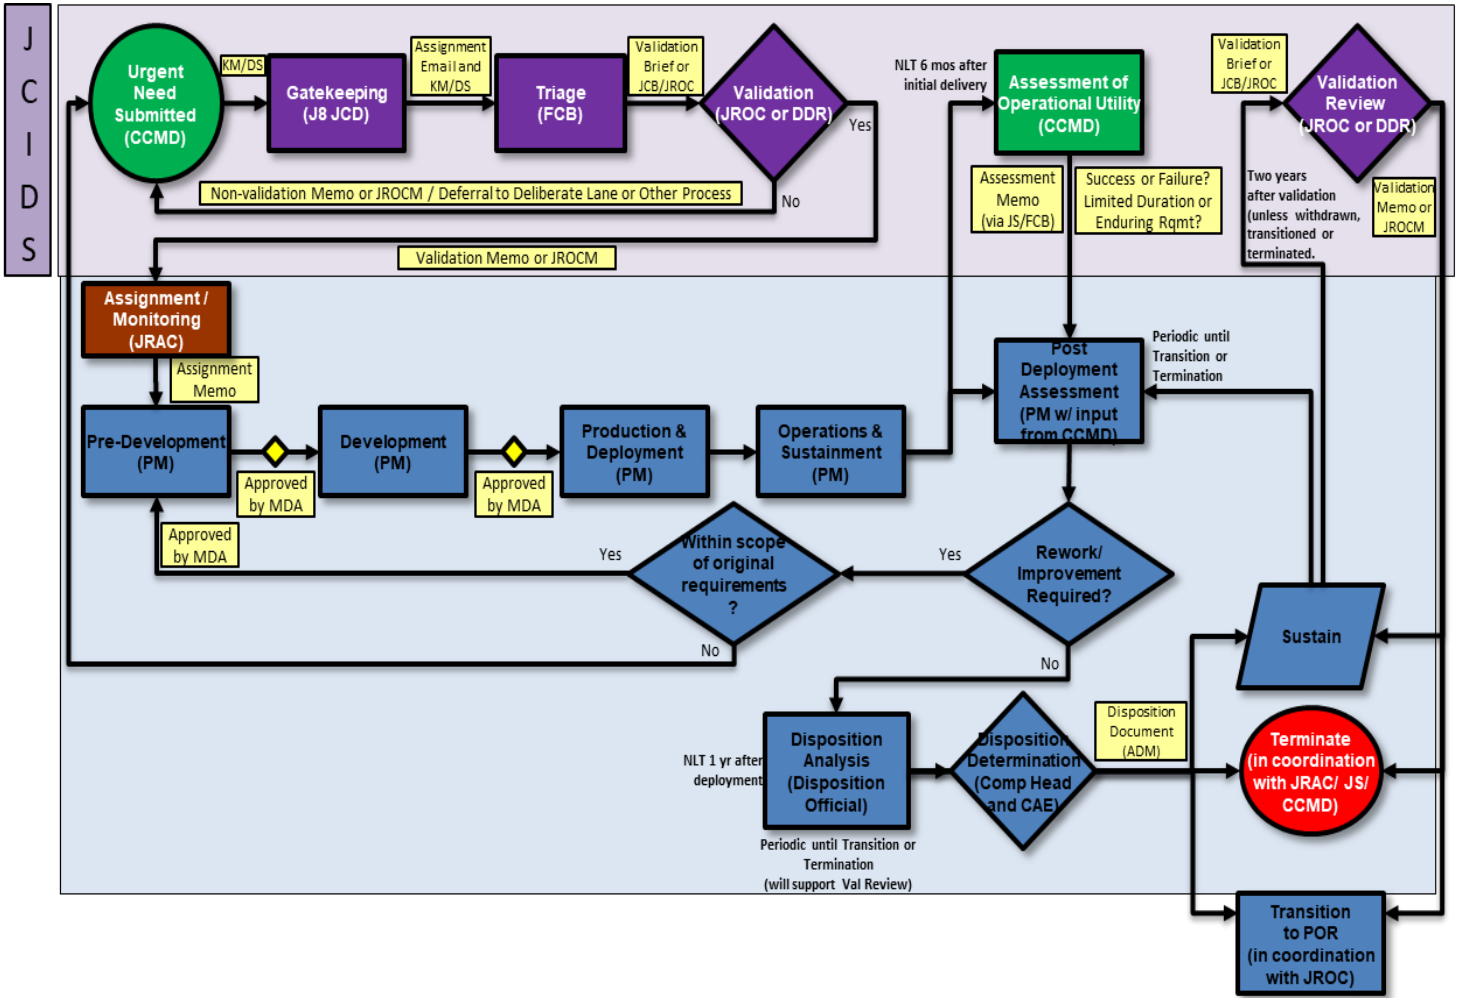 J
C
I
D
S
Urgent
Need
Submitted
(CCMD)
KM/DS
Gatekeeping
(J8 JCD)
Assignment
Email and
KM/DS
Triage
(FCB)
Validation
Brief or
JCB/JROC
Validation
(JROC or DDR)
Yes
No
Non-validation Memo or JROCM / Deferral to Deliberate Lane or Other Process
Validation Memo or JROCM
NLT 6 mos after
initial delivery
Assessment of
Operational Utility
(CCMD)
Assessment
Memo
(via JS/FCB)
Success or Failure?
Limited Duration or
Enduring Rqmt?
Validation
Brief or
JCB/JROC
Validation
Review
(JROC or DDR)
Two years
after validation
(unless withdrawn,
transitioned or
terminated.
Validation
Memo or
JROCM
Assignment /
Monitoring
(JRAC)
Assignment
Memo
Pre-Development
(PM)
Approved
by MDA
Development
(PM)
Approved
by MDA
Production &
Deployment
(PM)
Operations &
Sustainment
(PM)
Post
Deployment
Assessment
(PM w/ input
from CCMD)
Periodic until
Transition or
Termination
Approved
by MDA
Yes
Within scope
of original
requirements
?
Yes
Rework/
Improvement
Required?
No
No
Sustain
NLT 1 yr after
deployment
Disposition
Analysis
(Disposition
Official)
Periodic until Transition or
Termination
(will support Val Review)
Disposition
Determination
(Comp Head
and CAE)
Disposition
Document
(ADM)
Terminate
(in coordination
with JRAC/ JS/
CCMD)
Transition
to POR
(in coordination
with JROC)